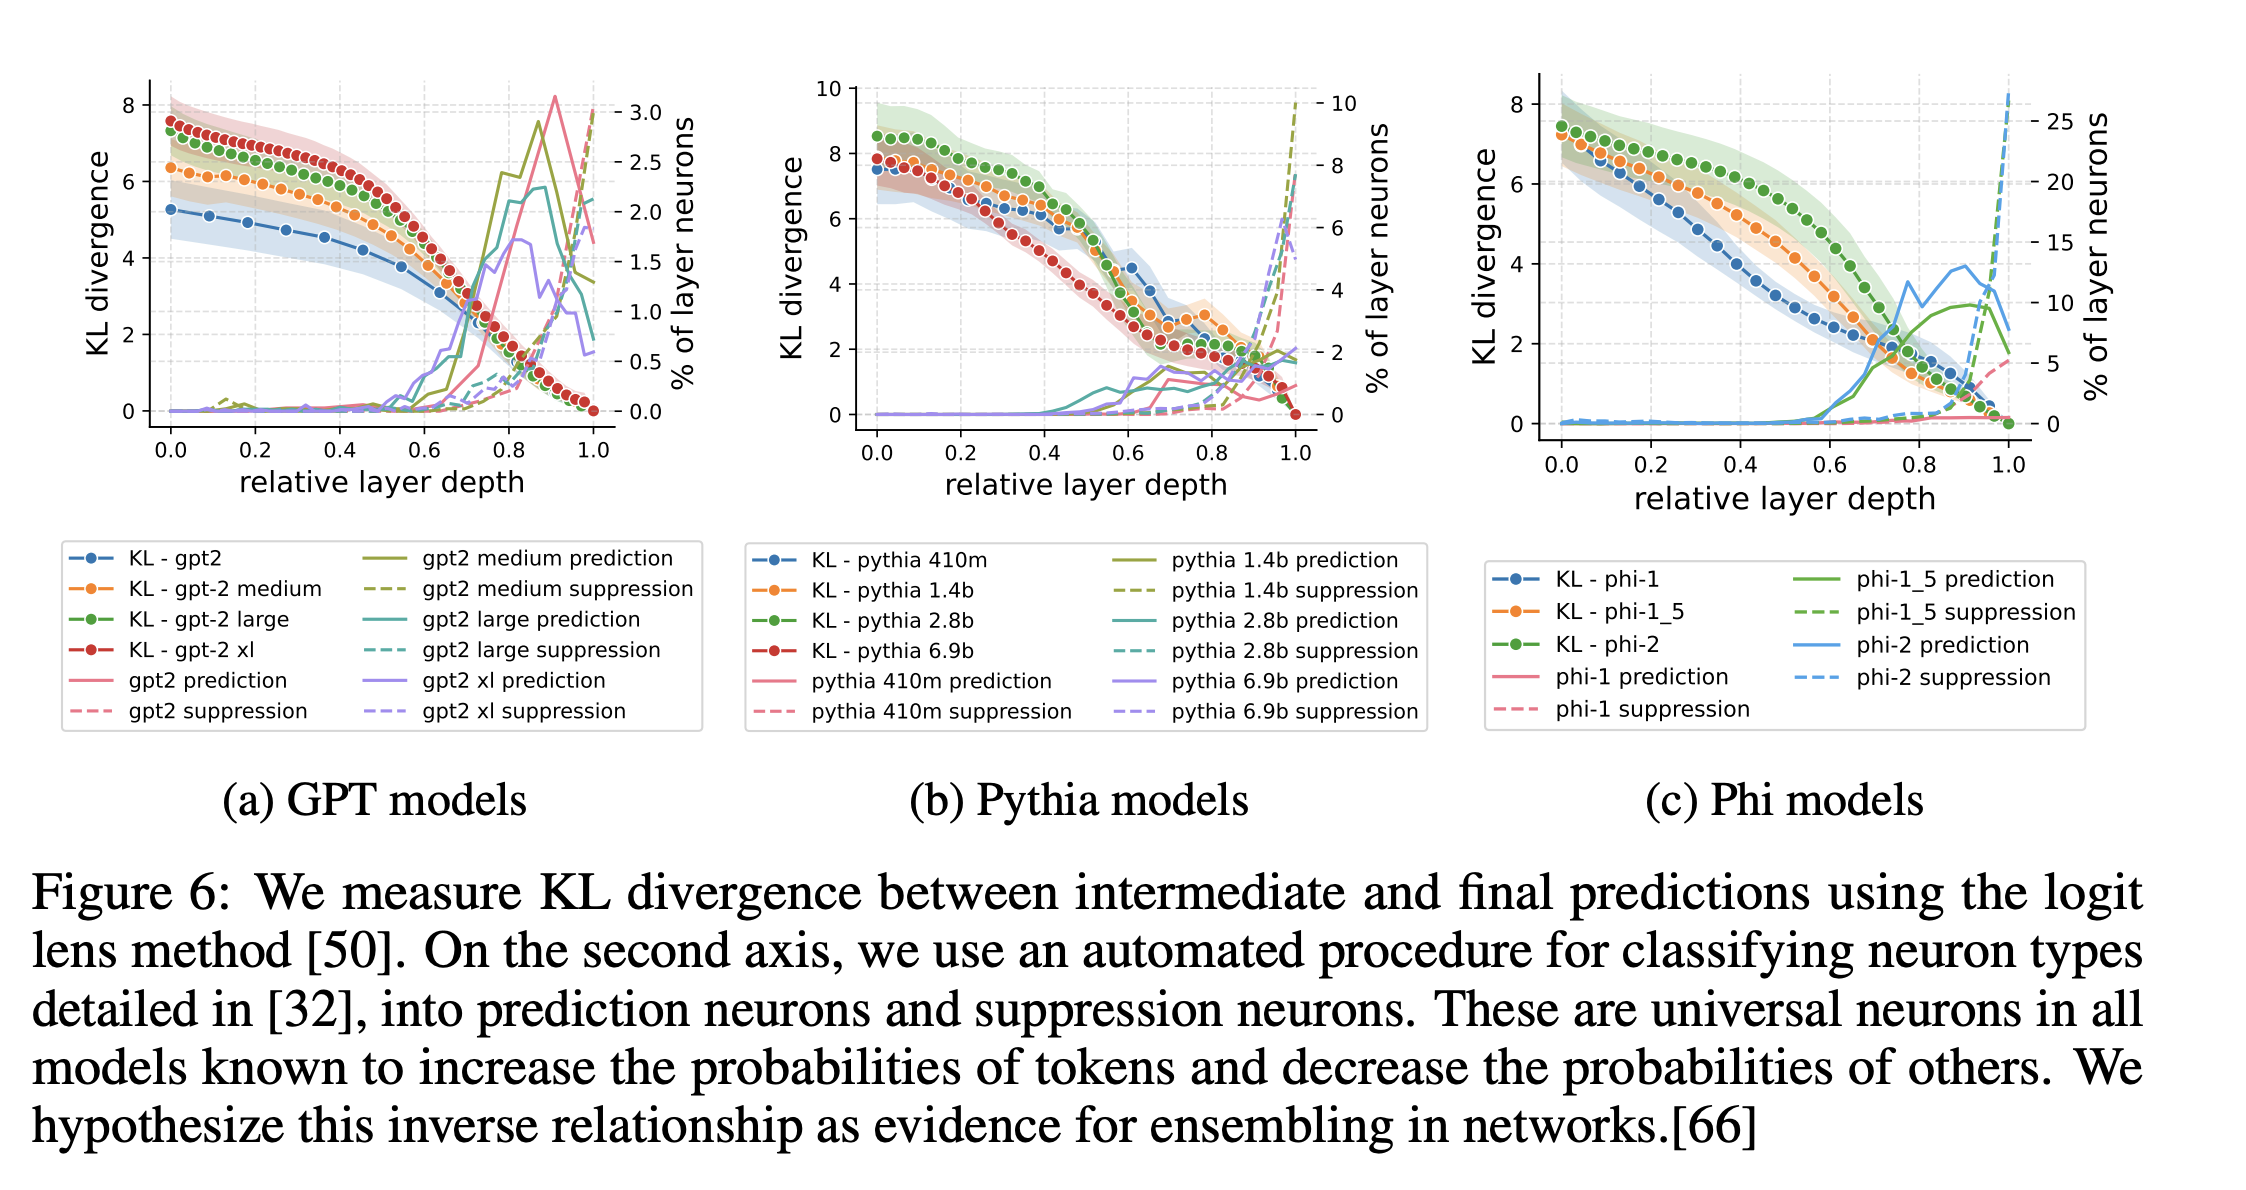 KL divergence
8
6
4
2
0
3.0
2.5
2.0
1.5
1.0
0.5
0.0
% of layer neurons
0.0 0.2 0.4 0.6 0.8 1.0
relative layer depth
KL - gpt2
KL - gpt-2 medium
KL - gpt-2 large
KL - gpt-2 xl
gpt2 prediction
gpt2 suppression
gpt2 medium prediction
gpt2 medium suppression
gpt2 large prediction
gpt2 large suppression
gpt2 xl prediction
gpt2 xl suppression
(a) GPT models
KL divergence
10
8
6
4
2
0
10
8
6
4
2
0
% of layer neurons
0.0 0.2 0.4 0.6 0.8 1.0
relative layer depth
KL - pythia 410m
KL - pythia 1.4b
KL - pythia 2.8b
KL - pythia 6.9b
pythia 410m prediction
pythia 410m suppression
pythia 1.4b prediction
pythia 1.4b suppression
pythia 2.8b prediction
pythia 2.8b suppression
pythia 6.9b prediction
pythia 6.9b suppression
(b) Pythia models
KL divergence
8
6
4
2
0
25
20
15
10
5
0
% of layer neurons
0.0 0.2 0.4 0.6 0.8 1.0
relative layer depth
KL - phi-1
KL - phi-1_5
KL - phi-2
phi-1 prediction
phi-1 suppression
phi-1_5 prediction
phi-1_5 suppression
phi-2 prediction
phi-2 suppression
(c) Phi models
Figure 6: We measure KL divergence between intermediate and final predictions using the logit
lens method [50]. On the second axis, we use an automated procedure for classifying neuron types
detailed in [32], into prediction neurons and suppression neurons. These are universal neurons in all
models known to increase the probabilities of tokens and decrease the probabilities of others. We
hypothesize this inverse relationship as evidence for ensembling in networks.[66]